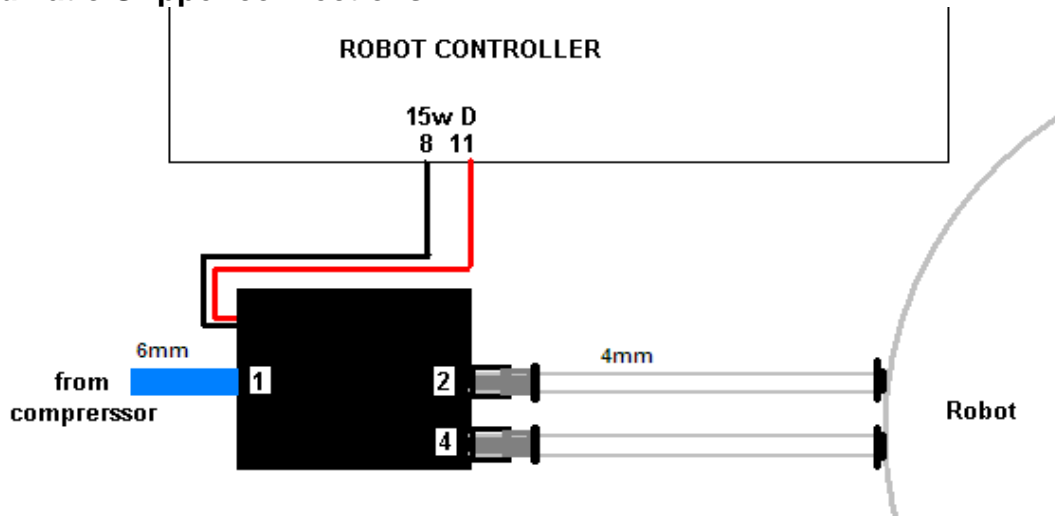 ROBOT CONTROLLER
15w D
8 11
6mm
4mm
1
2
from
comprerssor
Robot
4